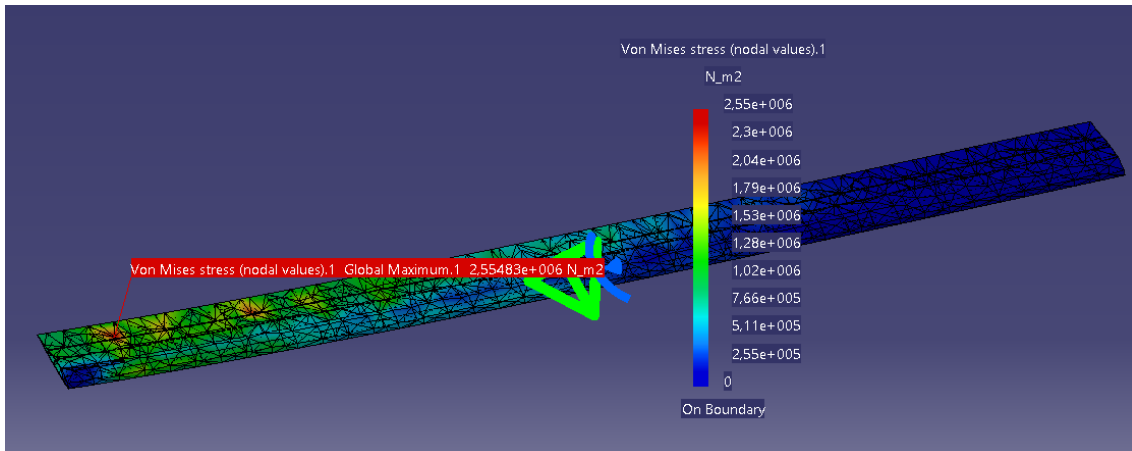 Von Mises stress (nodal values).1
N_m2
2,55e+006
2,3e+006
2,04e+006
1,79e+006
1,53e+006
1,28e+006
1,02e+006
7,66e+005
5,11e+005
2,55e+005
0
On Boundary
Von Mises stress (nodal values).1 Global Maximum.1 2,55483e+006 N_m2